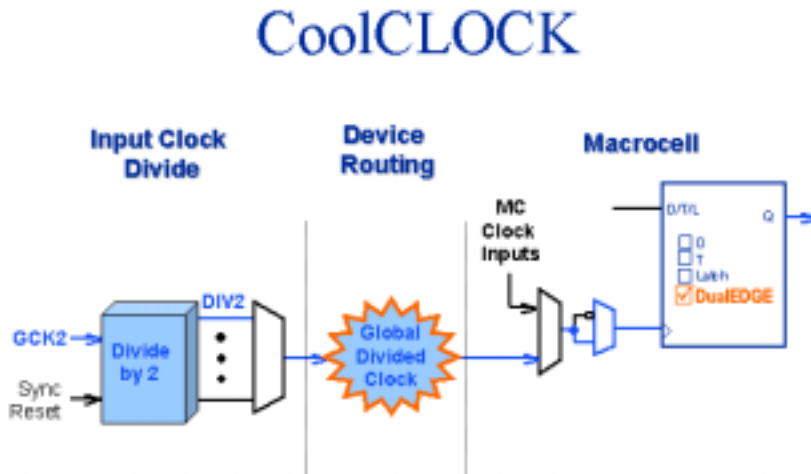 CoolCLOCK
Input Clock
Divide
Device
Routing
Macrocell
GCK2
Sync
Reset
Divide
by 2
DIV2
Global
Divided
Clock
MC
Clock
Inputs
D/T/L
Q
D
T
Latch
DualEDGE